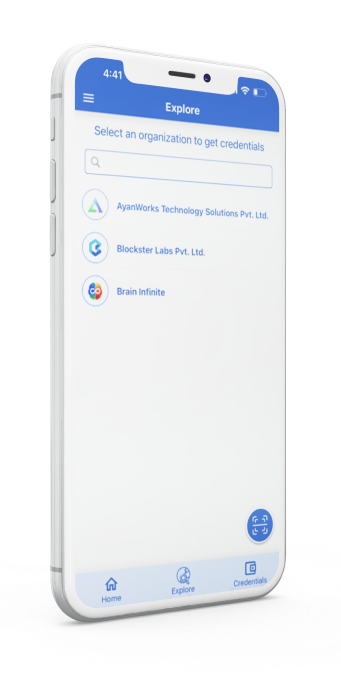 4:41
Explore
Select an organization to get credentials
AyanWorks Technology Solutions Pvt. Ltd.
Blockster Labs Pvt. Ltd.
Brain Infinite
Home
Explore
Credentials